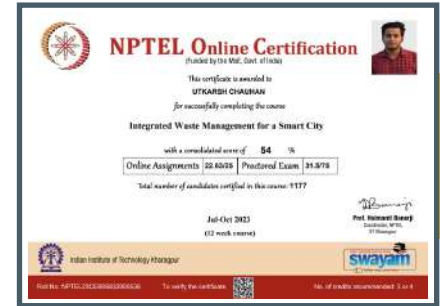 NPTEL Online Certification
(Funded by the MoE, Govt. of India)
This certificate is awarded to
UTKARSH CHAUHAN
for successfully completing the course
Integrated Waste Management for a Smart City
with a consolidated score of 54 %
Online Assignments 22.63/25 Proctored Exam 31.5/75
Total number of candidates certified in this course: 1177
Jul-Oct 2023
(12 week course)
Prof. Haimanti Banerji
Coordinator, NPTEL
IIT Kharagpur
Indian Institute of Technology Kharagpur
swayam
Roll No:
To verify the certificate
No. of credits recommended: 3 or 4